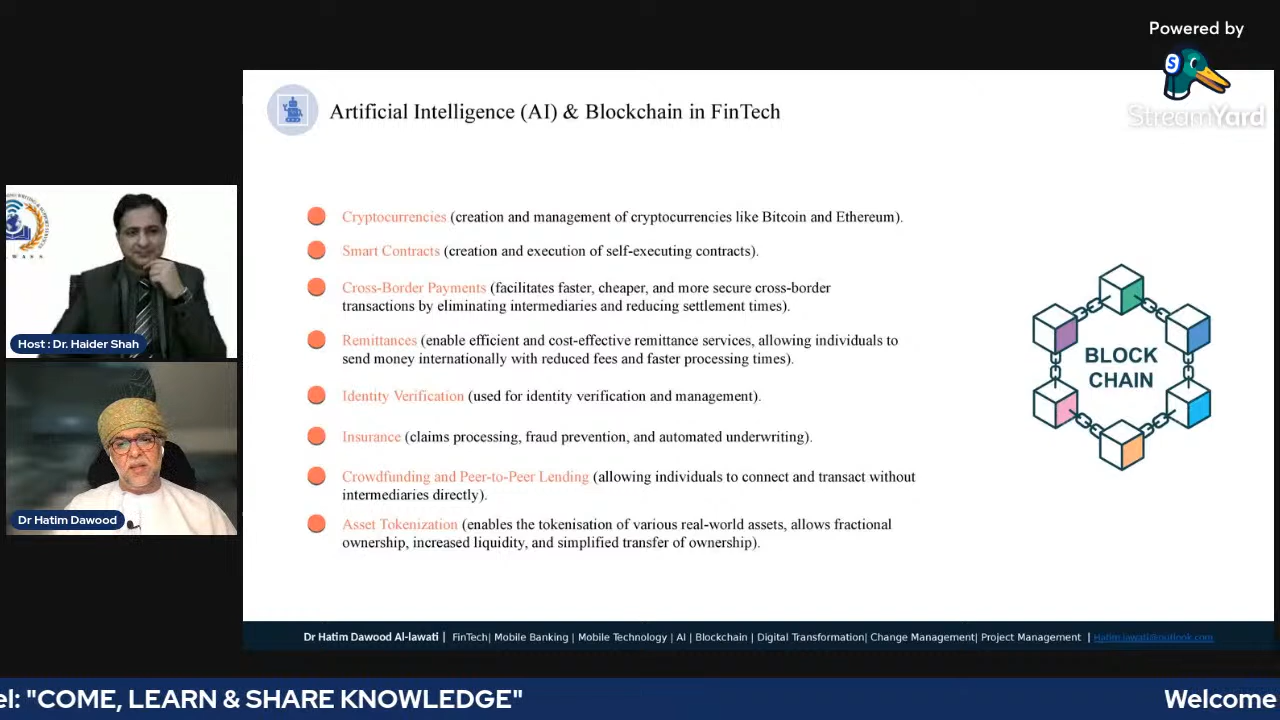 Powered by
S
StreamYard
Artificial Intelligence (AI) & Blockchain in FinTech
Cryptocurrencies (creation and management of cryptocurrencies like Bitcoin and Ethereum).
Smart Contracts (creation and execution of self-executing contracts).
Cross-Border Payments (facilitates faster, cheaper, and more secure cross-border
transactions by eliminating intermediaries and reducing settlement times).
Remittances (enable efficient and cost-effective remittance services, allowing individuals to
send money internationally with reduced fees and faster processing times).
Identity Verification (used for identity verification and management).
Insurance (claims processing, fraud prevention, and automated underwriting).
Crowdfunding and Peer-to-Peer Lending (allowing individuals to connect and transact without
intermediaries directly).
Asset Tokenization (enables the tokenisation of various real-world assets, allows fractional
ownership, increased liquidity, and simplified transfer of ownership).
BLOCK
CHAIN
Host : Dr. Haider Shah
Dr Hatim Dawood
Dr Hatim Dawood Al-lawati | FinTech| Mobile Banking | Mobile Technology | AI | Blockchain | Digital Transformation| Change Management| Project Management | Hatim.lawati@outlook.com
el: "COME, LEARN & SHARE KNOWLEDGE" Welcome